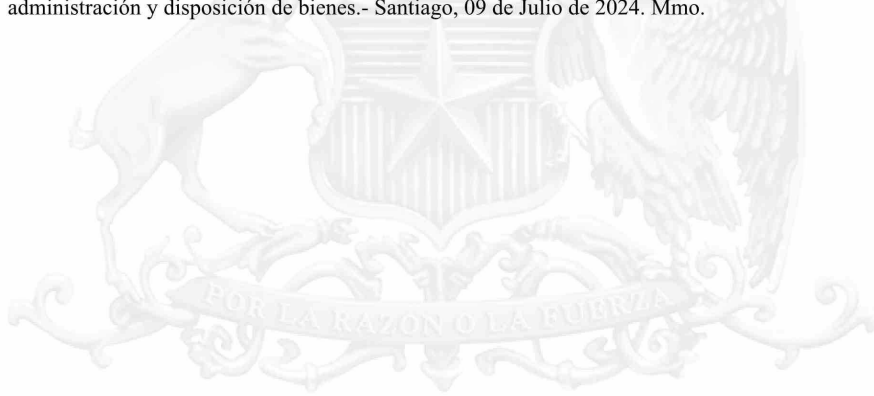 administración y disposición de bienes.- Santiago, 09 de Julio de 2024. Mmo.
POR LA RAZON O LA FUERZA